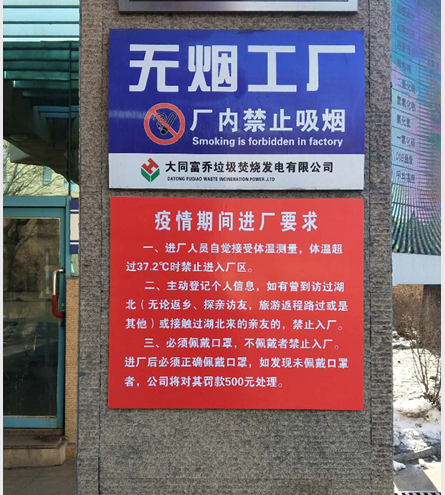 无烟工厂
厂内禁止吸烟
Smoking is forbidden in factory
大同富乔垃圾焚烧发电有限公司
DATONG FUQIAO WASTE INCINERATION POWER.,LTD
疫情期间进厂要求
一、进厂人员自觉接受体温测量，体温超
过37.2℃时禁止进入厂区。
二、主动登记个人信息，如有曾到访过湖
北（无论返乡、探亲访友，旅游返程路过或是
其他）或接触过湖北来的亲友的，禁止入厂。
三、必须佩戴口罩，不佩戴者禁止入厂。
进厂后必须正确佩戴口罩，如发现未佩戴口罩
者，公司将对其罚款500元处理。